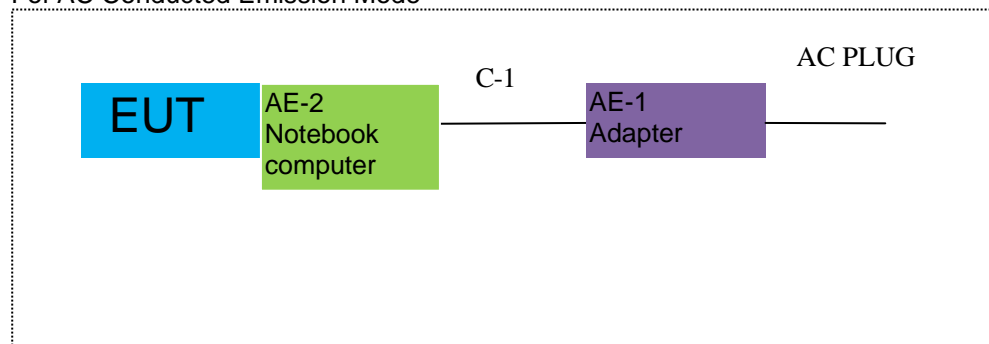 For AC Conducted Emission Mode
AC PLUG
C-1
EUT
AE-2
Notebook
computer
AE-1
Adapter